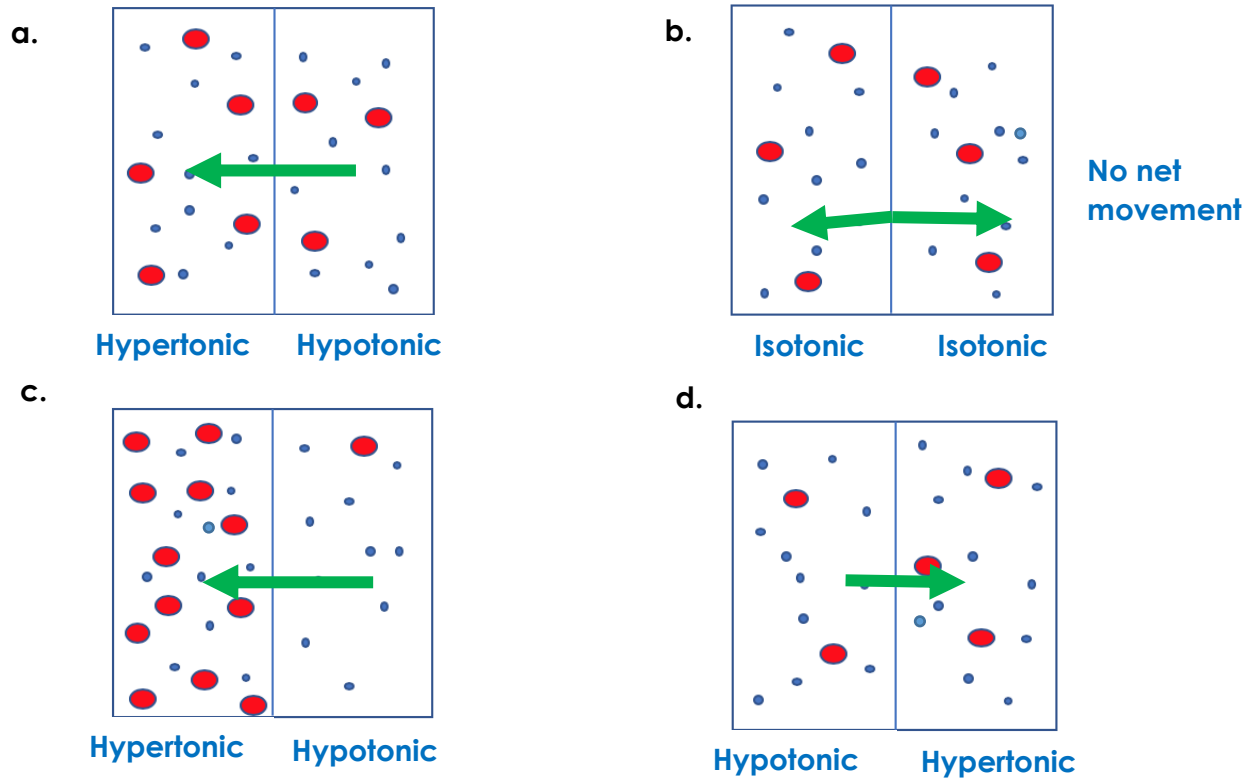 a.
Hypertonic
Hypotonic
b.
Isotonic
Isotonic
No net
movement
c.
Hypertonic
Hypotonic
d.
Hypotonic
Hypertonic